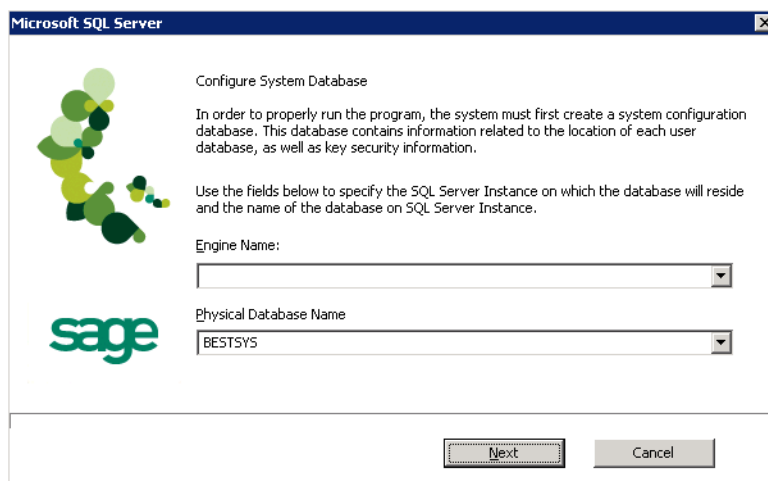 Microsoft SQL Server
Configure System Database
In order to properly run the program, the system must first create a system configuration
database. This database contains information related to the location of each user
database, as well as key security information.
Use the fields below to specify the SQL Server Instance on which the database will reside
and the name of the database on SQL Server Instance.
Engine Name:
sage
Physical Database Name
BESTSYS
Next
Cancel